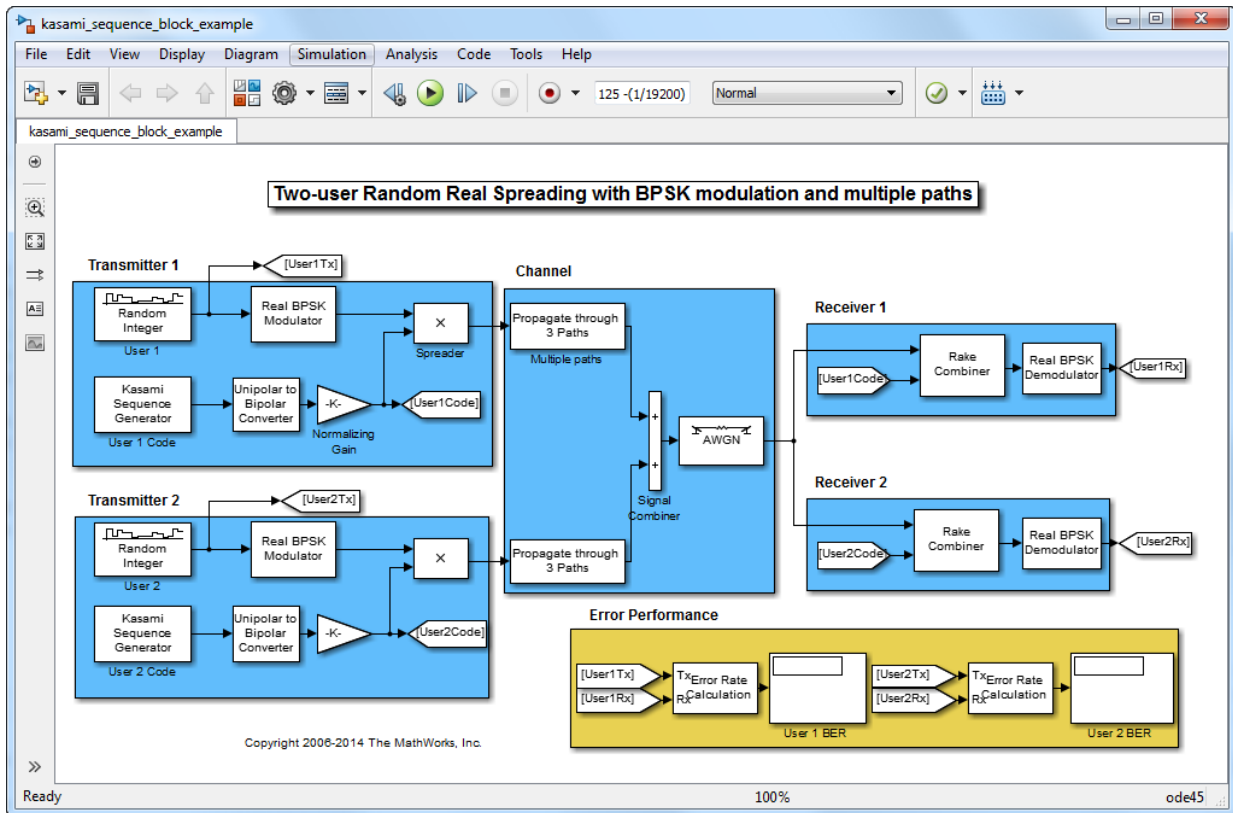 kasami_sequence_block_example
File Edit View Display Diagram Simulation Analysis Code Tools Help
125 -(1/19200) Normal
kasami_sequence_block_example
Two-user Random Real Spreading with BPSK modulation and multiple paths
Transmitter 1
[User1Tx]
Random
Integer
User 1
Real BPSK
Modulator
×
Spreader
Kasami
Sequence
Generator
User 1 Code
Unipolar to
Bipolar
Converter
-K-
Normalizing
Gain
[User1Code]
Transmitter 2
[User2Tx]
Random
Integer
User 2
Real BPSK
Modulator
×
Kasami
Sequence
Generator
User 2 Code
Unipolar to
Bipolar
Converter
-K-
[User2Code]
Channel
Propagate through
3 Paths
Multiple paths
+
+
Signal
Combiner
AWGN
Propagate through
3 Paths
Receiver 1
[User1Code]
Rake
Combiner
Real BPSK
Demodulator
[User1Rx]
Receiver 2
[User2Code]
Rake
Combiner
Real BPSK
Demodulator
[User2Rx]
Error Performance
[User1Tx]
[User1Rx]
Tx
Rx
Error Rate
Calculation
User 1 BER
[User2Tx]
[User2Rx]
Tx
Rx
Error Rate
Calculation
User 2 BER
Copyright 2006-2014 The MathWorks, Inc.
Ready 100% ode45